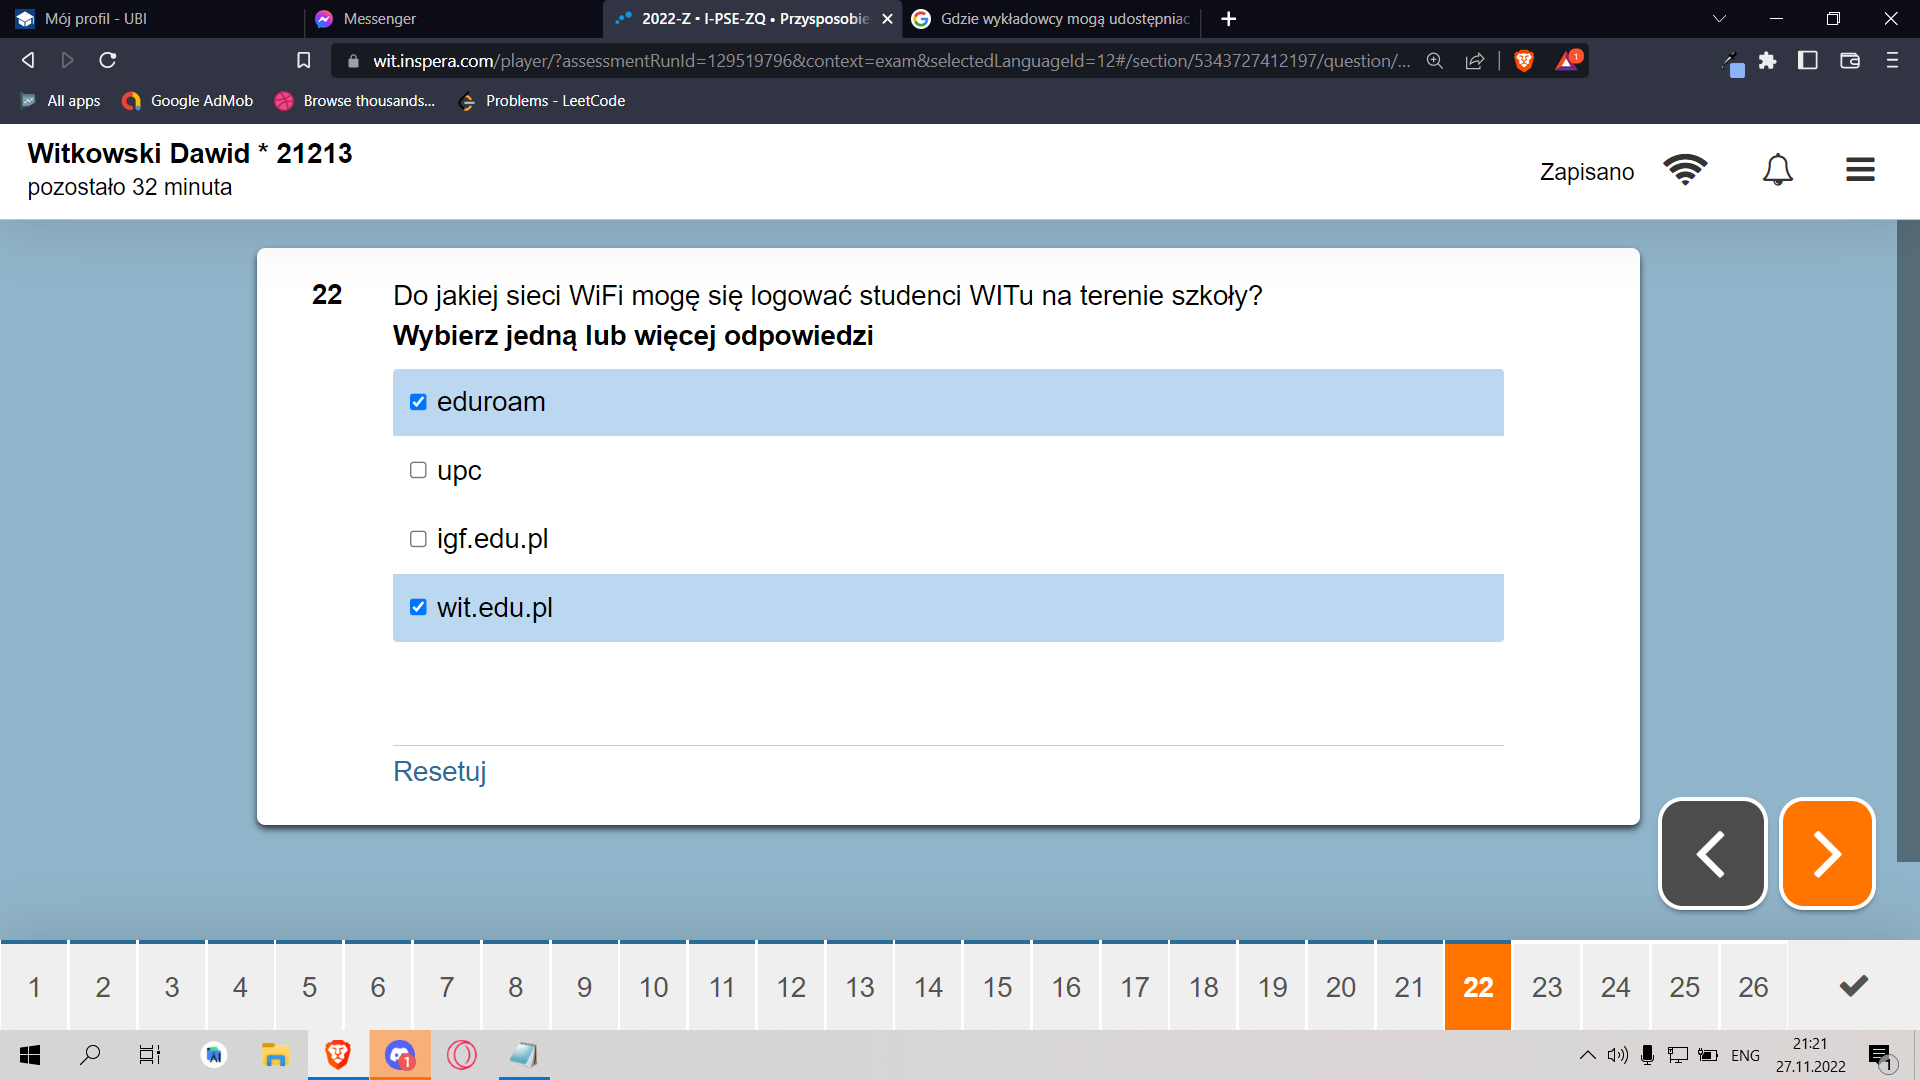 Mój profil - UBI
Messenger
2022-Z • I-PSE-ZQ • Przysposobie
Gdzie wykładowcy mogą udostępniac
wit.inspera.com/player/?assessmentRunId=129519796&context=exam&selectedLanguageId=12#/section/5343727412197/question/...
1
All apps
Google AdMob
Browse thousands...
Problems - LeetCode
Witkowski Dawid * 21213
pozostało 32 minuta
Zapisano
22
Do jakiej sieci WiFi mogę się logować studenci WITu na terenie szkoły?
Wybierz jedną lub więcej odpowiedzi
eduroam
upc
igf.edu.pl
wit.edu.pl
Resetuj
1 2 3 4 5 6 7 8 9 10 11 12 13 14 15 16 17 18 19 20 21 22 23 24 25 26
1
ENG
21:21
27.11.2022
1